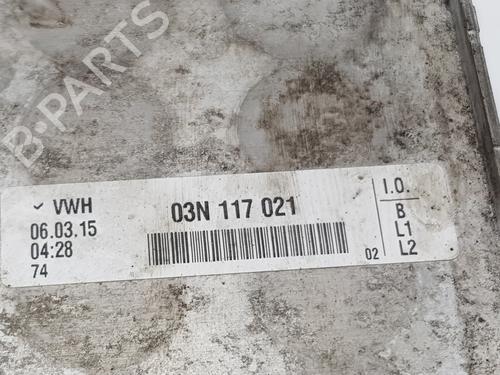 B-PARTS
✓ VWH
06.03.15
04:28
74
03N 117 021
02
I.O.
B
L1
L2